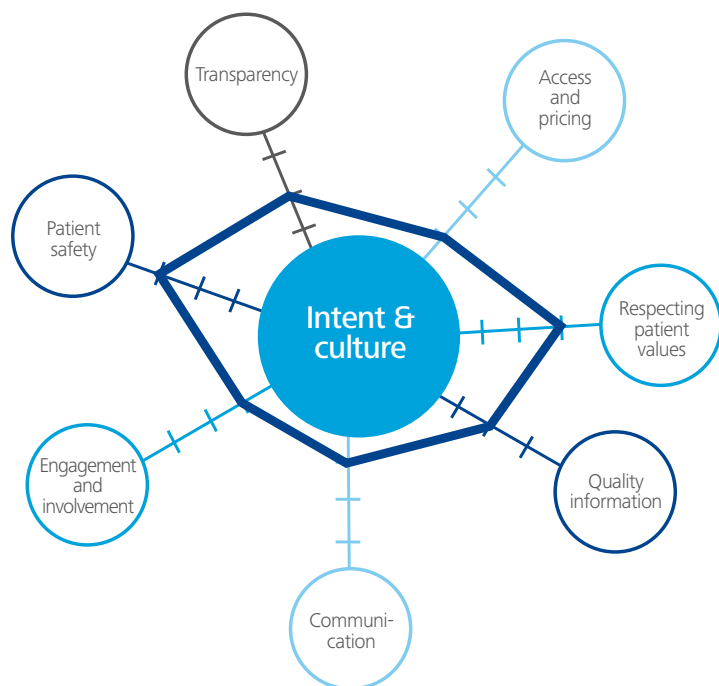 Transparency
Access
and
pricing
Patient
safety
Intent &
culture
Respecting
patient
values
Engagement
and
involvement
Quality
information
Communi-
cation